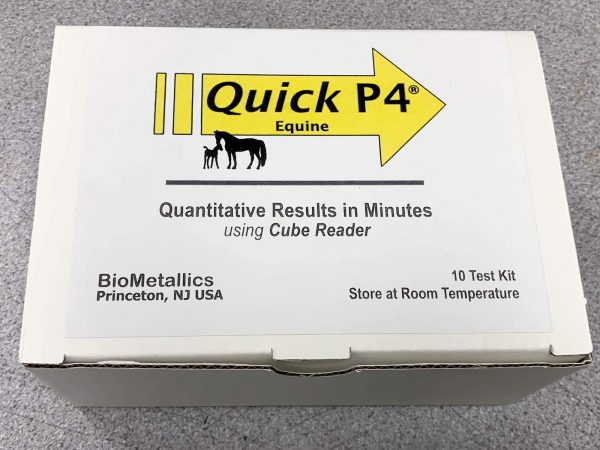 Quick P4®
Equine
Quantitative Results in Minutes
using Cube Reader
BioMetallics
Princeton, NJ USA
10 Test Kit
Store at Room Temperature